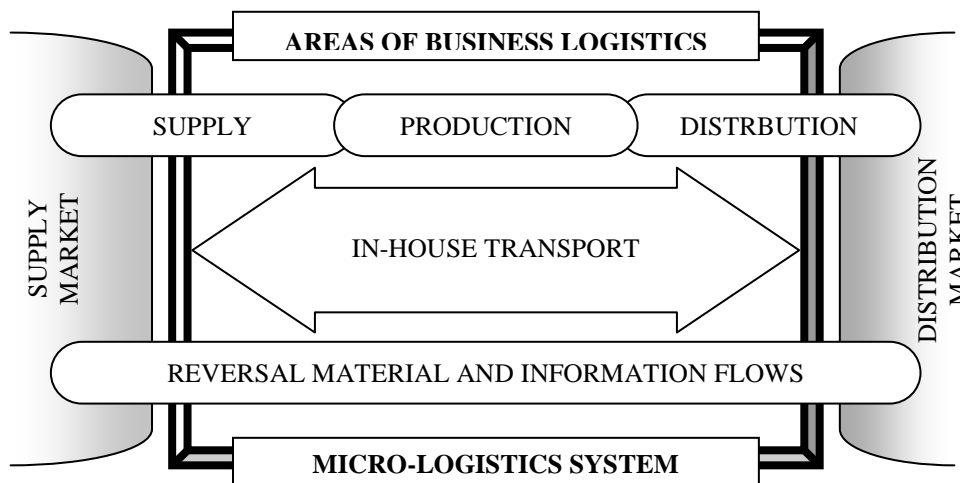 AREAS OF BUSINESS LOGISTICS
SUPPLY
PRODUCTION
DISTRBUTION
SUPPLY
MARKET
IN-HOUSE TRANSPORT
DISTRIBUTION
MARKET
REVERSAL MATERIAL AND INFORMATION FLOWS
MICRO-LOGISTICS SYSTEM